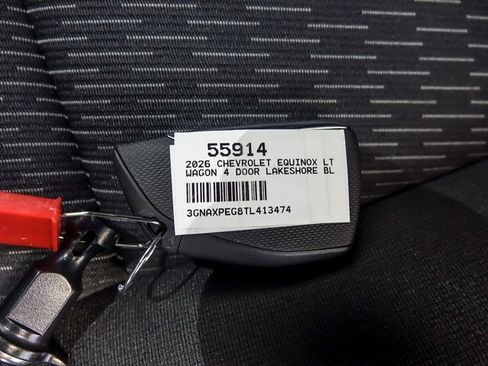 55914
2026 CHEVROLET EQUINOX LT
WAGON 4 DOOR LAKESHORE BL
3GNAXPEG8TL413474